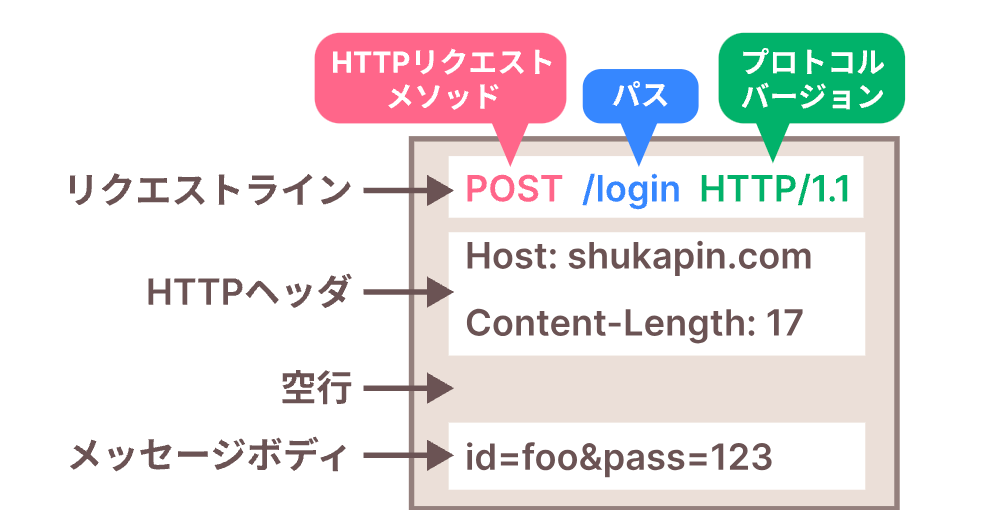 HTTPリクエスト
メソッド
パス
プロトコル
バージョン
リクエストライン
POST /login HTTP/1.1
HTTPヘッダ
Host: shukapin.com
Content-Length: 17
空行
メッセージボディ
id=foo&pass=123